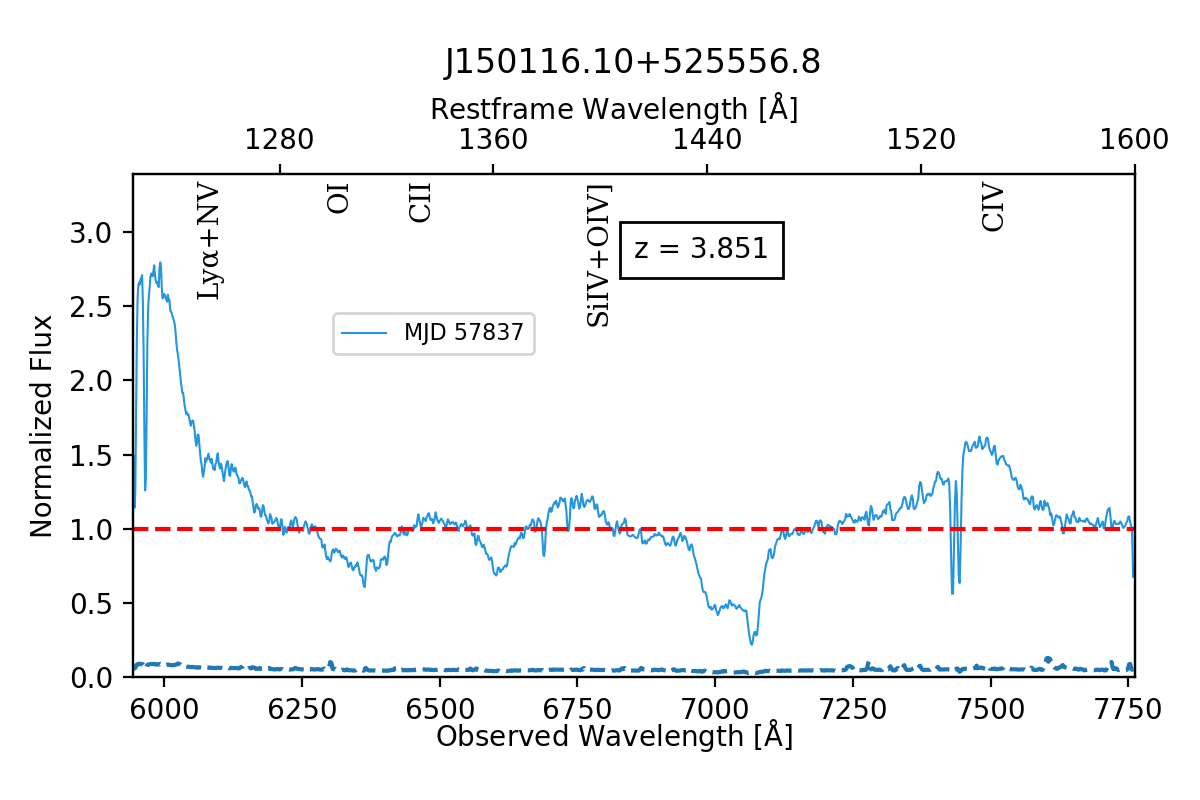 J150116.10+525556.8
Restframe Wavelength [Å]
1280 1360 1440 1520 1600
Lyα+NV
OI
CII
SiIV+OIV]
CIV
z = 3.851
MJD 57837
Normalized Flux
3.0
2.5
2.0
1.5
1.0
0.5
0.0
6000 6250 6500 6750 7000 7250 7500 7750
Observed Wavelength [Å]